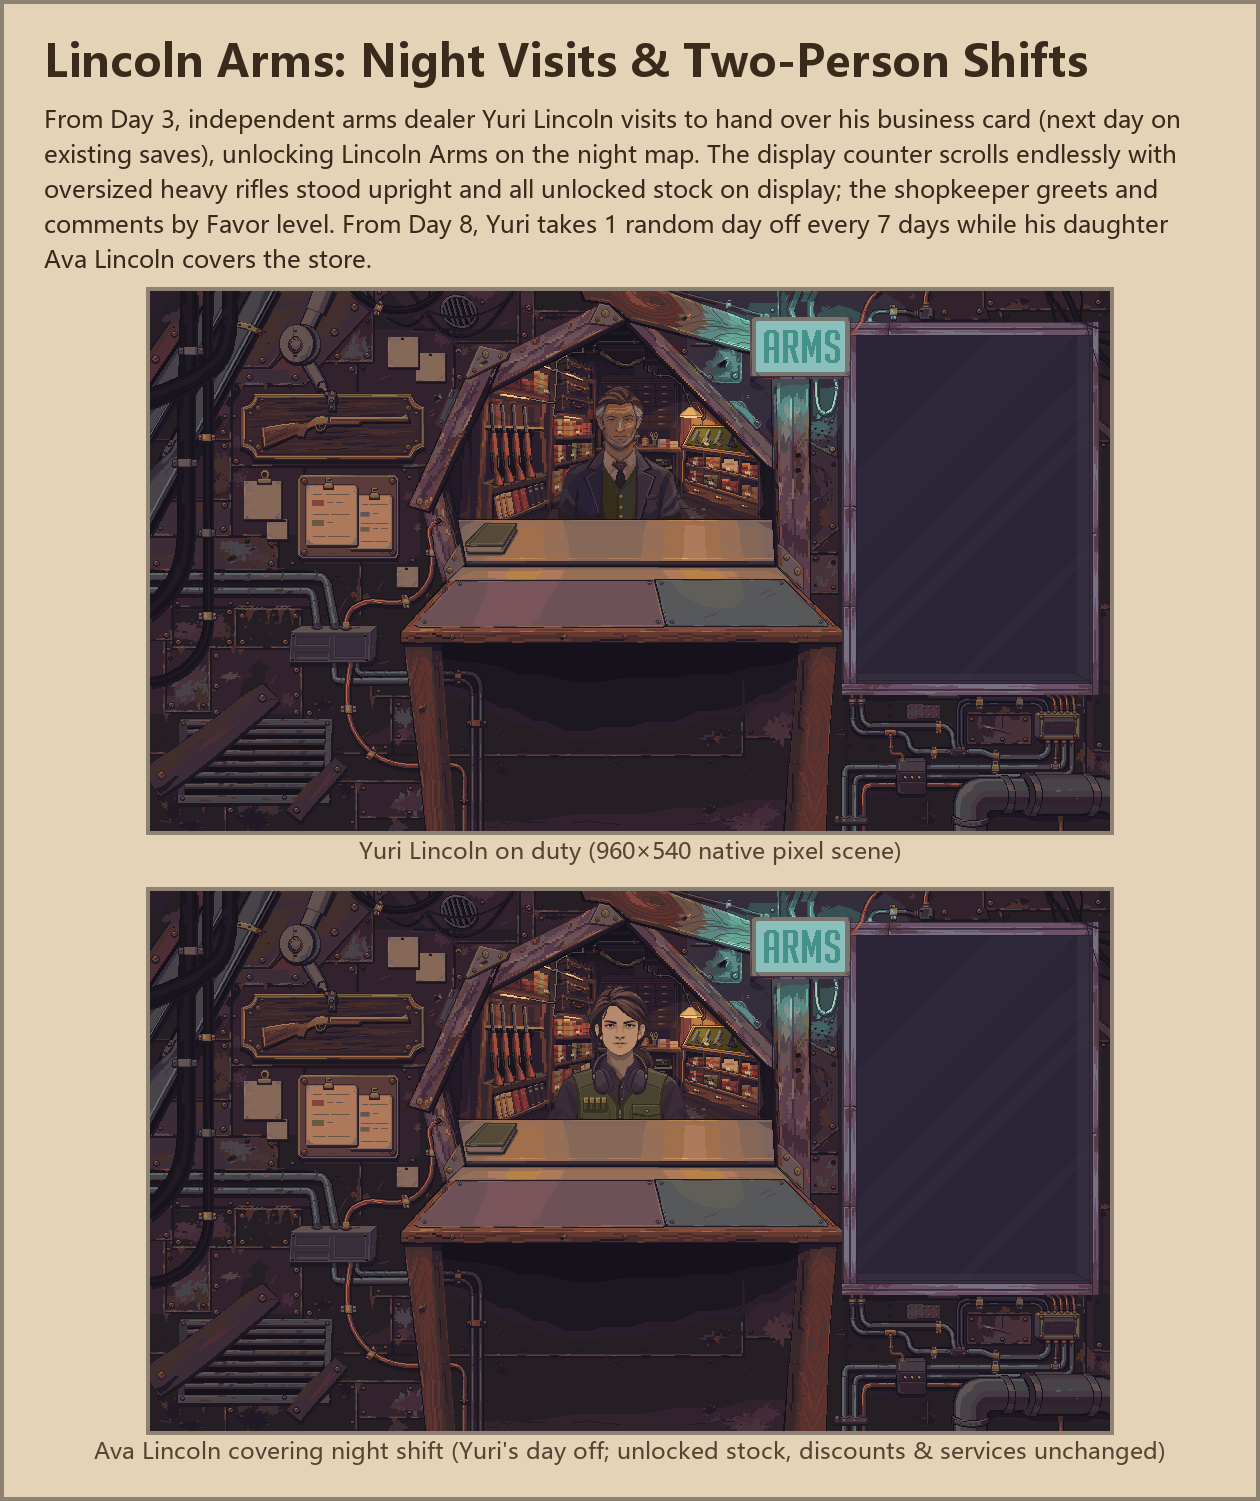 Lincoln Arms: Night Visits & Two-Person Shifts
From Day 3, independent arms dealer Yuri Lincoln visits to hand over his business card (next day on
existing saves), unlocking Lincoln Arms on the night map. The display counter scrolls endlessly with
oversized heavy rifles stood upright and all unlocked stock on display; the shopkeeper greets and
comments by Favor level. From Day 8, Yuri takes 1 random day off every 7 days while his daughter
Ava Lincoln covers the store.
ARMS
Yuri Lincoln on duty (960×540 native pixel scene)
ARMS
Ava Lincoln covering night shift (Yuri's day off; unlocked stock, discounts & services unchanged)